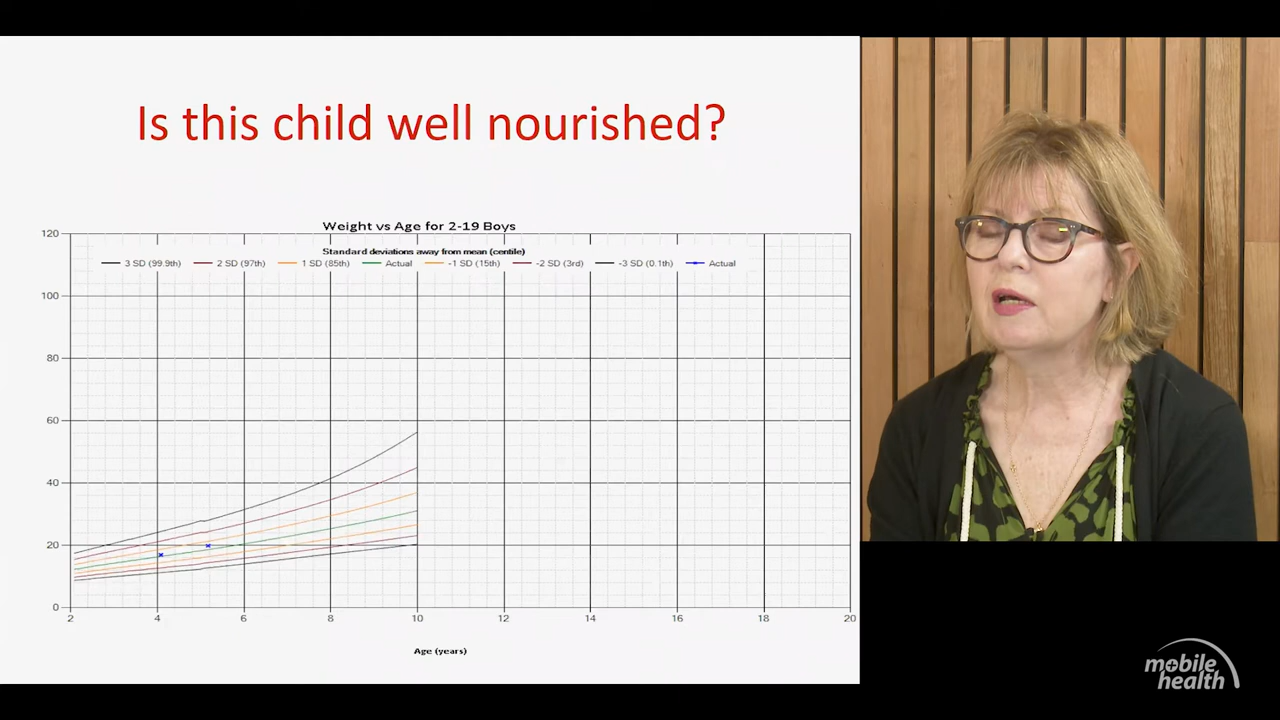 Is this child well nourished?
Weight vs Age for 2-19 Boys
Standard deviations away from mean (centile)
3 SD (99.9th) 2 SD (97th) 1 SD (85th) Actual -1 SD (15th) -2 SD (3rd) -3 SD (0.1th) Actual
120
100
80
60
40
20
0
2 4 6 8 10 12 14 16 18 20
Age (years)
mobile
health